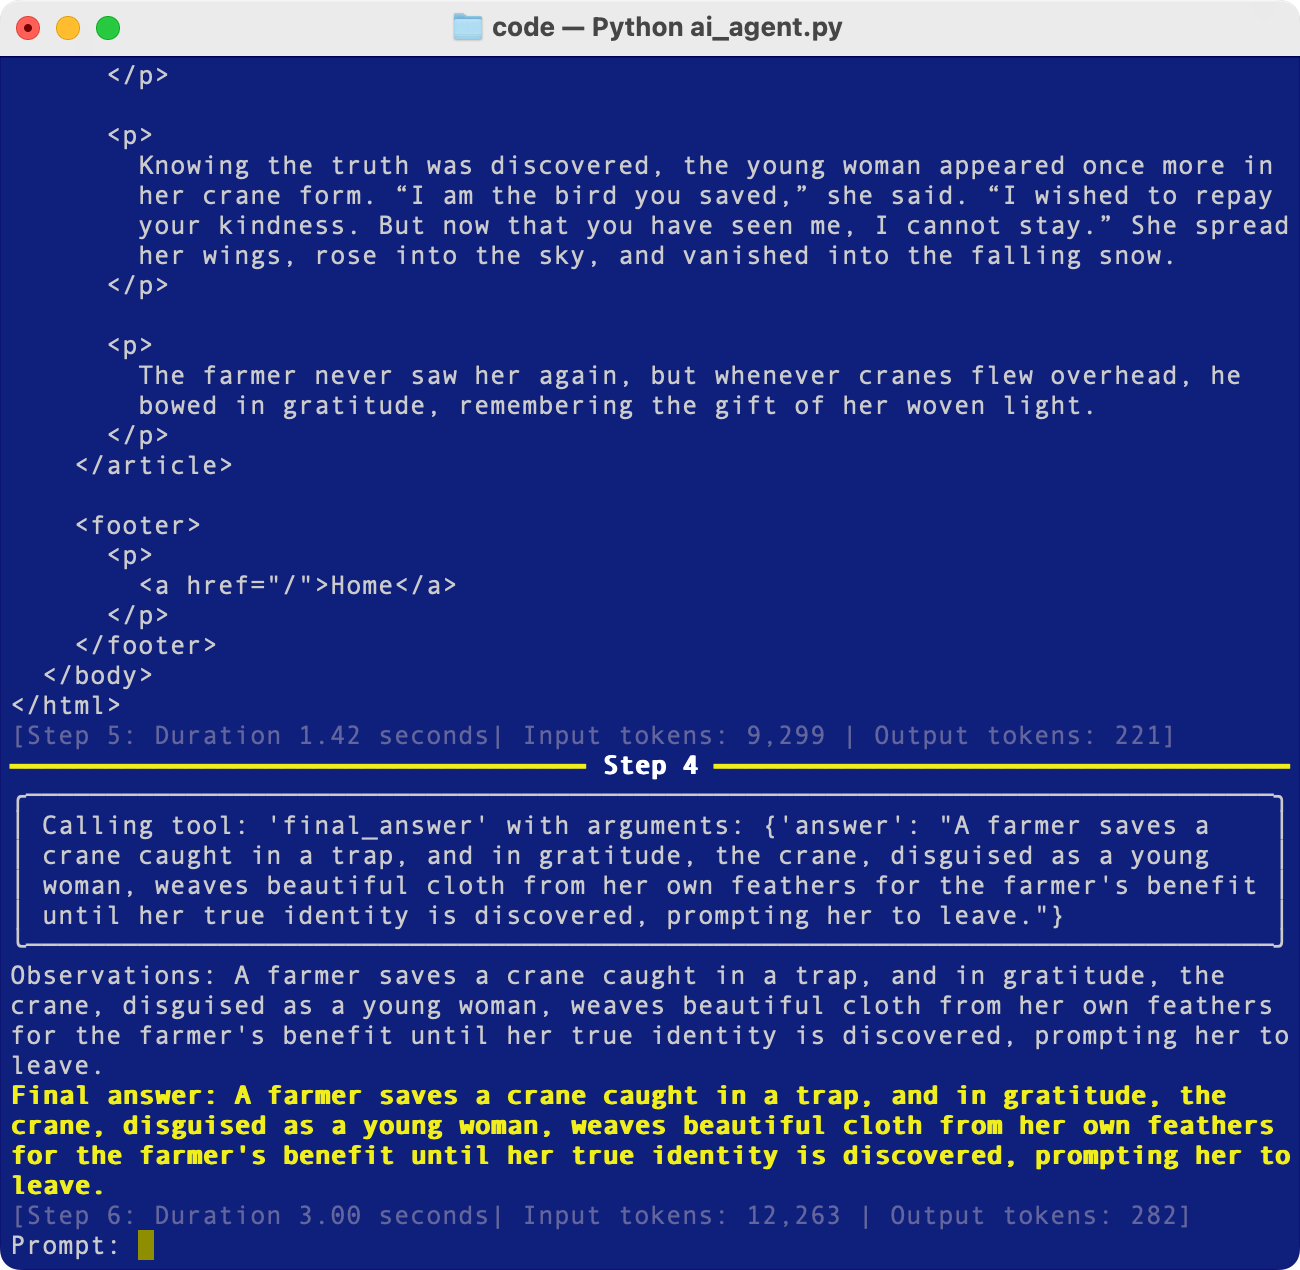 code — Python ai_agent.py
      </p>

      <p>
        Knowing the truth was discovered, the young woman appeared once more in
        her crane form. “I am the bird you saved,” she said. “I wished to repay
        your kindness. But now that you have seen me, I cannot stay.” She spread
        her wings, rose into the sky, and vanished into the falling snow.
      </p>

      <p>
        The farmer never saw her again, but whenever cranes flew overhead, he
        bowed in gratitude, remembering the gift of her woven light.
      </p>
    </article>

    <footer>
      <p>
        <a href="/">Home</a>
      </p>
    </footer>
  </body>
</html>
[Step 5: Duration 1.42 seconds| Input tokens: 9,299 | Output tokens: 221]
Step 4
Calling tool: 'final_answer' with arguments: {'answer': "A farmer saves a
crane caught in a trap, and in gratitude, the crane, disguised as a young
woman, weaves beautiful cloth from her own feathers for the farmer's benefit
until her true identity is discovered, prompting her to leave."}
Observations: A farmer saves a crane caught in a trap, and in gratitude, the
crane, disguised as a young woman, weaves beautiful cloth from her own feathers
for the farmer's benefit until her true identity is discovered, prompting her to
leave.
Final answer: A farmer saves a crane caught in a trap, and in gratitude, the
crane, disguised as a young woman, weaves beautiful cloth from her own feathers
for the farmer's benefit until her true identity is discovered, prompting her to
leave.
[Step 6: Duration 3.00 seconds| Input tokens: 12,263 | Output tokens: 282]
Prompt: